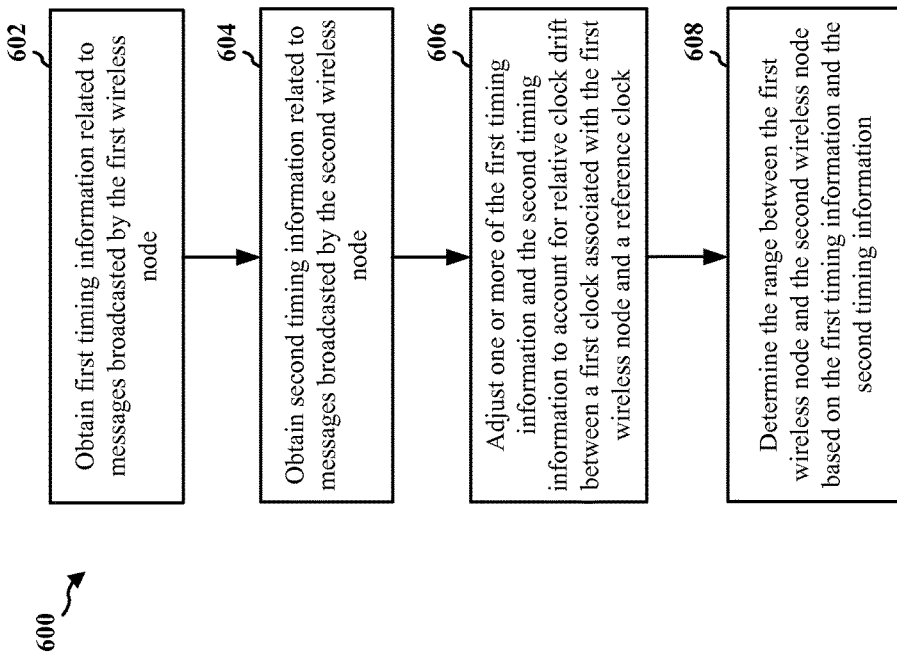 600
602
Obtain first timing information related to
messages broadcasted by the first wireless
node
604
Obtain second timing information related to
messages broadcasted by the second wireless
node
606
Adjust one or more of the first timing
information and the second timing
information to account for relative clock drift
between a first clock associated with the first
wireless node and a reference clock
608
Determine the range between the first
wireless node and the second wireless node
based on the first timing information and the
second timing information